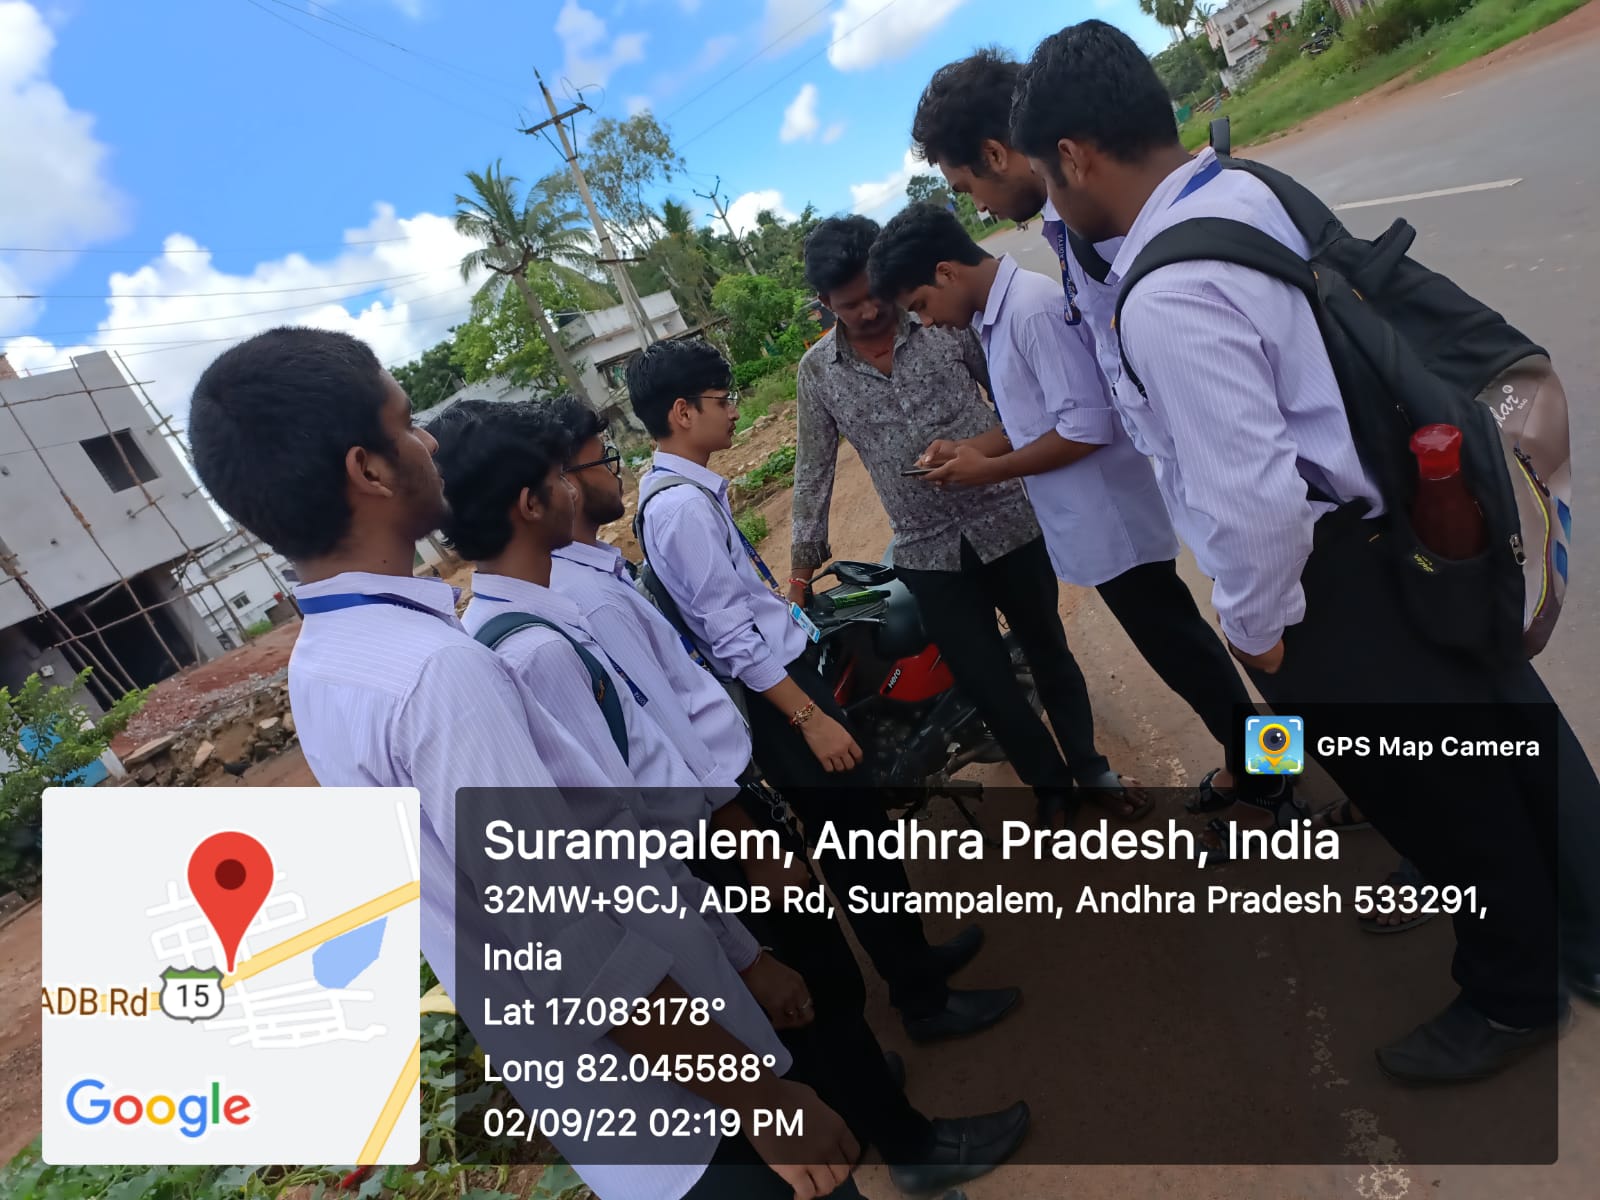 ADITYA
Hero
GPS Map Camera
Surampalem, Andhra Pradesh, India
32MW+9CJ, ADB Rd, Surampalem, Andhra Pradesh 533291,
India
Lat 17.083178°
Long 82.045588°
02/09/22 02:19 PM
ADB Rd
15
Google